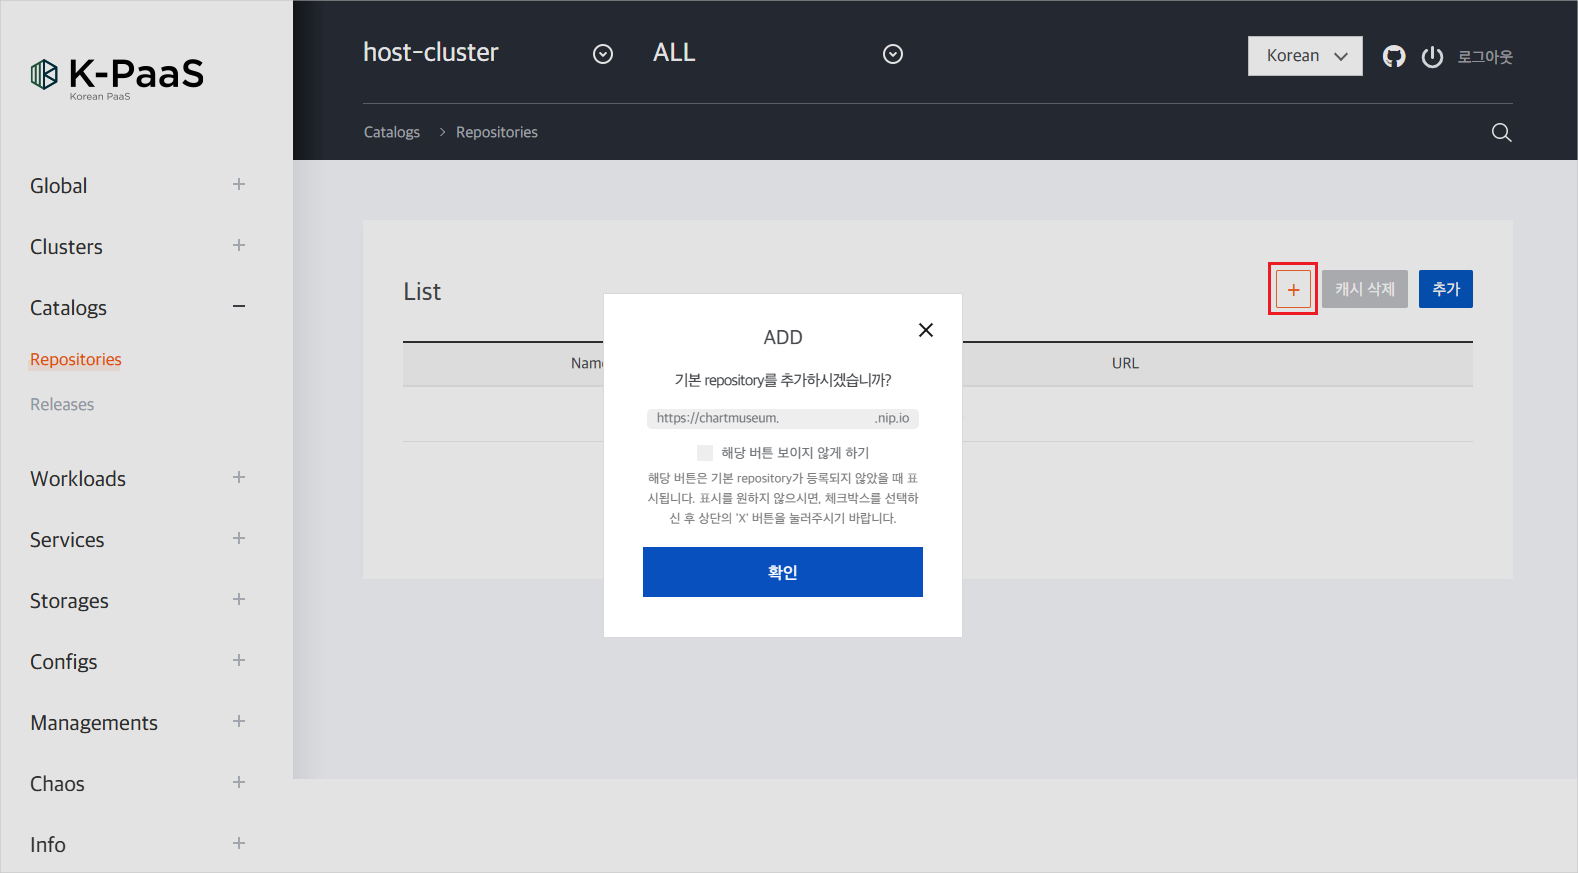 K-PaaS
Korean PaaS
host-cluster
ALL
Korean
로그아웃
Catalogs > Repositories
Global +
Clusters +
Catalogs −
Repositories
Releases
Workloads +
Services +
Storages +
Configs +
Managements +
Chaos +
Info +
List
+
캐시 삭제
추가
Name
URL
ADD
기본 repository를 추가하시겠습니까?
https://chartmuseum. .nip.io
해당 버튼 보이지 않게 하기
해당 버튼은 기본 repository가 등록되지 않았을 때 표
시됩니다. 표시를 원하지 않으시면, 체크박스를 선택하
신 후 상단의 'X' 버튼을 눌러주시기 바랍니다.
확인